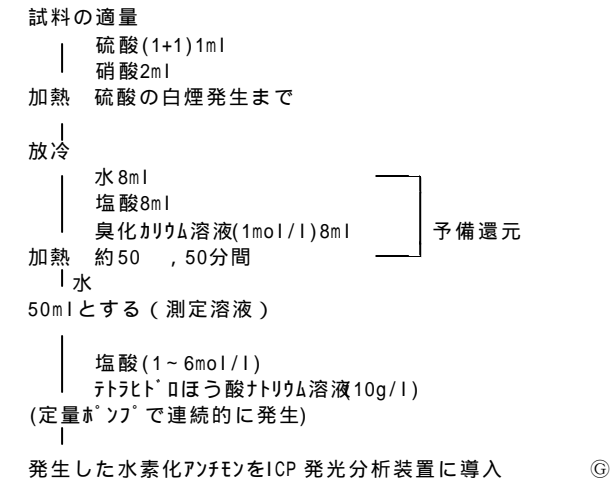 試料の適量
硫酸(1+1)1ml
硝酸2ml
加熱 硫酸の白煙発生まで
放冷
水8ml
塩酸8ml
臭化ｶﾘｳﾑ溶液(1mol/l)8ml
予備還元
加熱 約50 ,50分間
水
50mlとする(測定溶液)
塩酸(1~6mol/l)
ﾃﾄﾗﾋﾄﾞﾛほう酸ﾅﾄﾘｳﾑ溶液(10g/l)
(定量ﾎﾟﾝﾌﾟで連続的に発生)
発生した水素化ｱﾝﾁﾓﾝをICP 発光分析装置に導入 Ⓖ